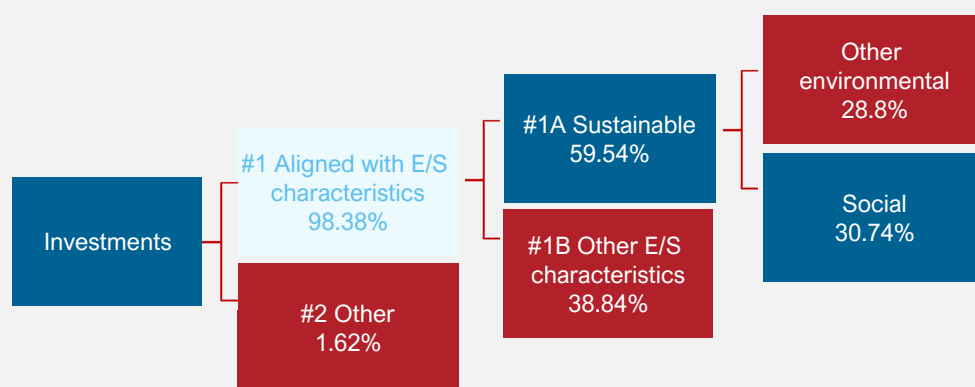 Investments
#1 Aligned with E/S
characteristics
98.38%
#2 Other
1.62%
#1A Sustainable
59.54%
#1B Other E/S
characteristics
38.84%
Other
environmental
28.8%
Social
30.74%